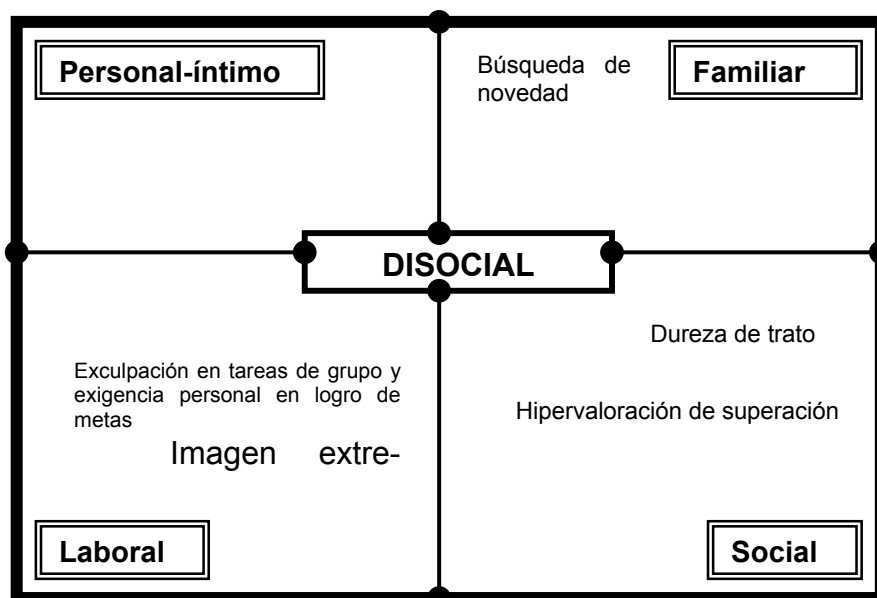 Personal-íntimo
Búsqueda de
novedad
Familiar
DISOCIAL
Exculpación en tareas de grupo y
exigencia personal en logro de
metas
Imagen extre-
Laboral
Dureza de trato
Hipervaloración de superación
Social